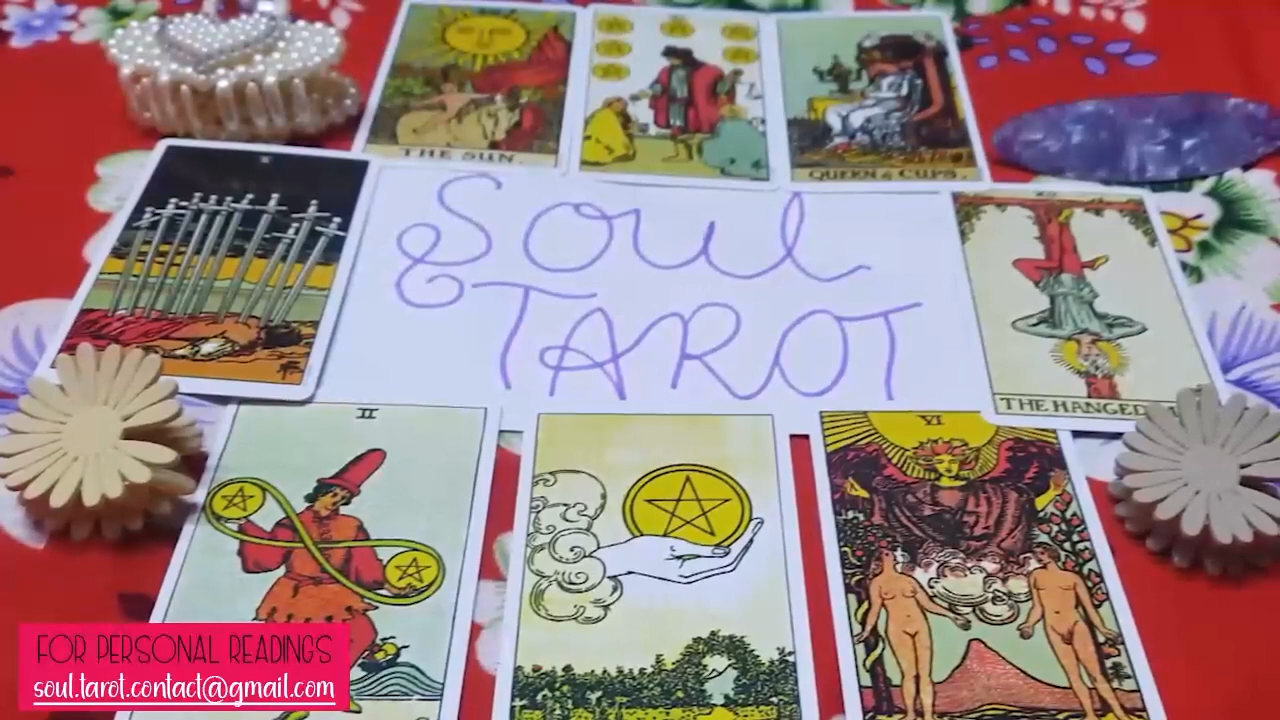 THE SUN.
QUEEN of CUPS.
X
XII
Soul
TAROT
THE HANGED
II
VI
FOR PERSONAL READINGS
soul.tarot.contact@gmail.com